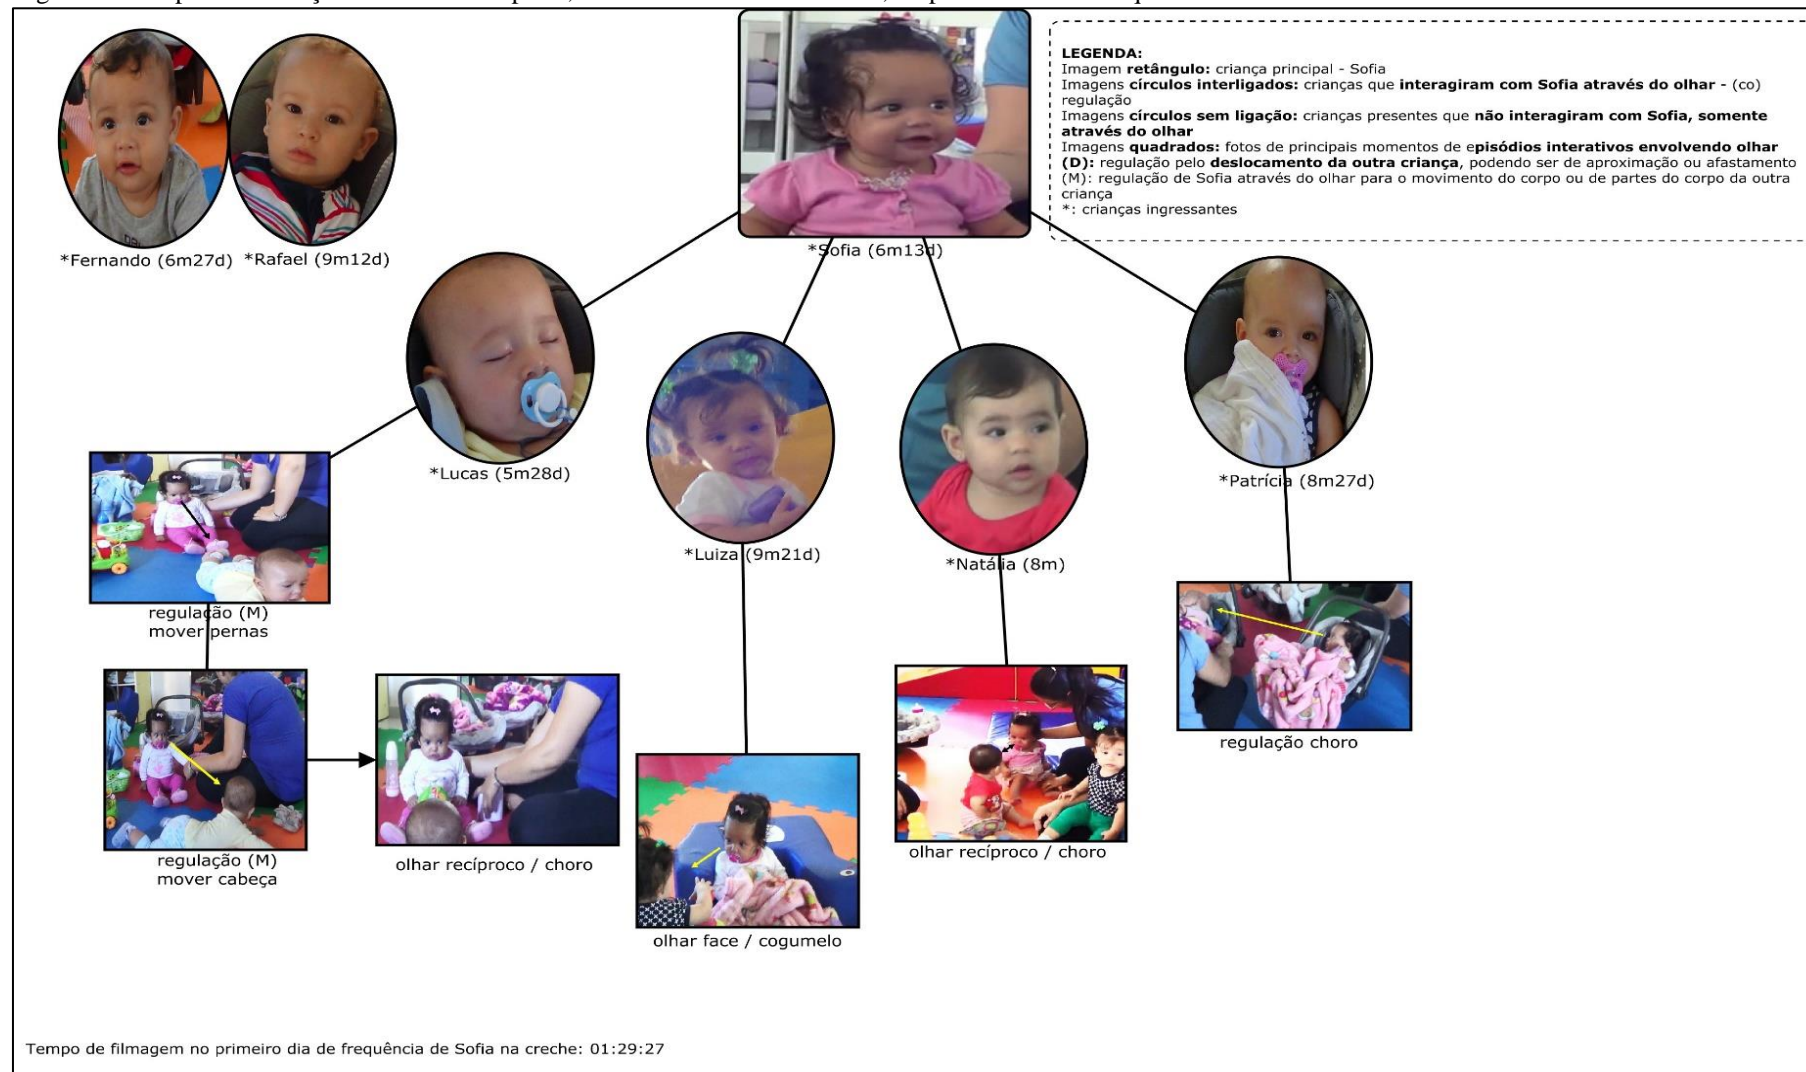 LEGENDA:
Imagem retângulo: criança principal - Sofia
Imagens círculos interligados: crianças que interagiram com Sofia através do olhar - (co)
regulação
Imagens círculos sem ligação: crianças presentes que não interagiram com Sofia, somente
através do olhar
Imagens quadrados: fotos de principais momentos de episódios interativos envolvendo olhar
(D): regulação pelo deslocamento da outra criança, podendo ser de aproximação ou afastamento
(M): regulação de Sofia através do olhar para o movimento do corpo ou de partes do corpo da outra
criança
*: crianças ingressantes
*Fernando (6m27d) *Rafael (9m12d)
*Sofia (6m13d)
*Lucas (5m28d)
*Luiza (9m21d)
*Natália (8m)
*Patrícia (8m27d)
regulação (M)
mover pernas
regulação (M)
mover cabeça
olhar recíproco / choro
olhar face / cogumelo
olhar recíproco / choro
regulação choro
Tempo de filmagem no primeiro dia de frequência de Sofia na creche: 01:29:27